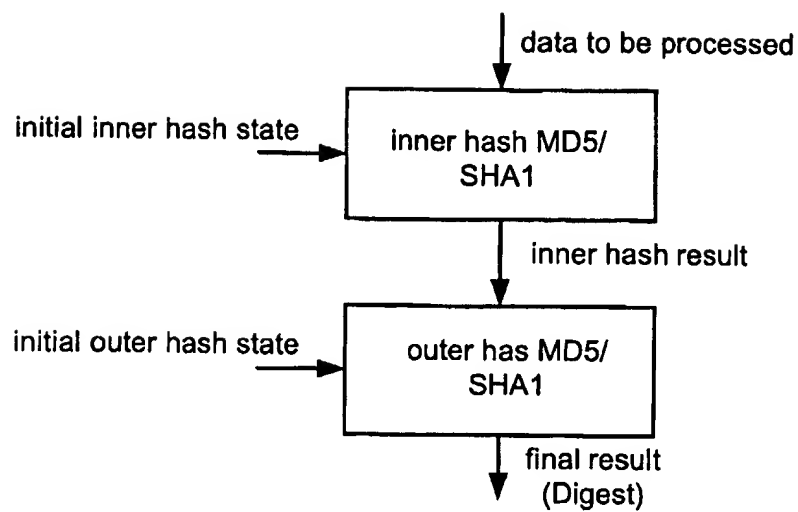 data to be processed
initial inner hash state
inner hash MD5/
SHA1
inner hash result
initial outer hash state
outer has MD5/
SHA1
final result
(Digest)